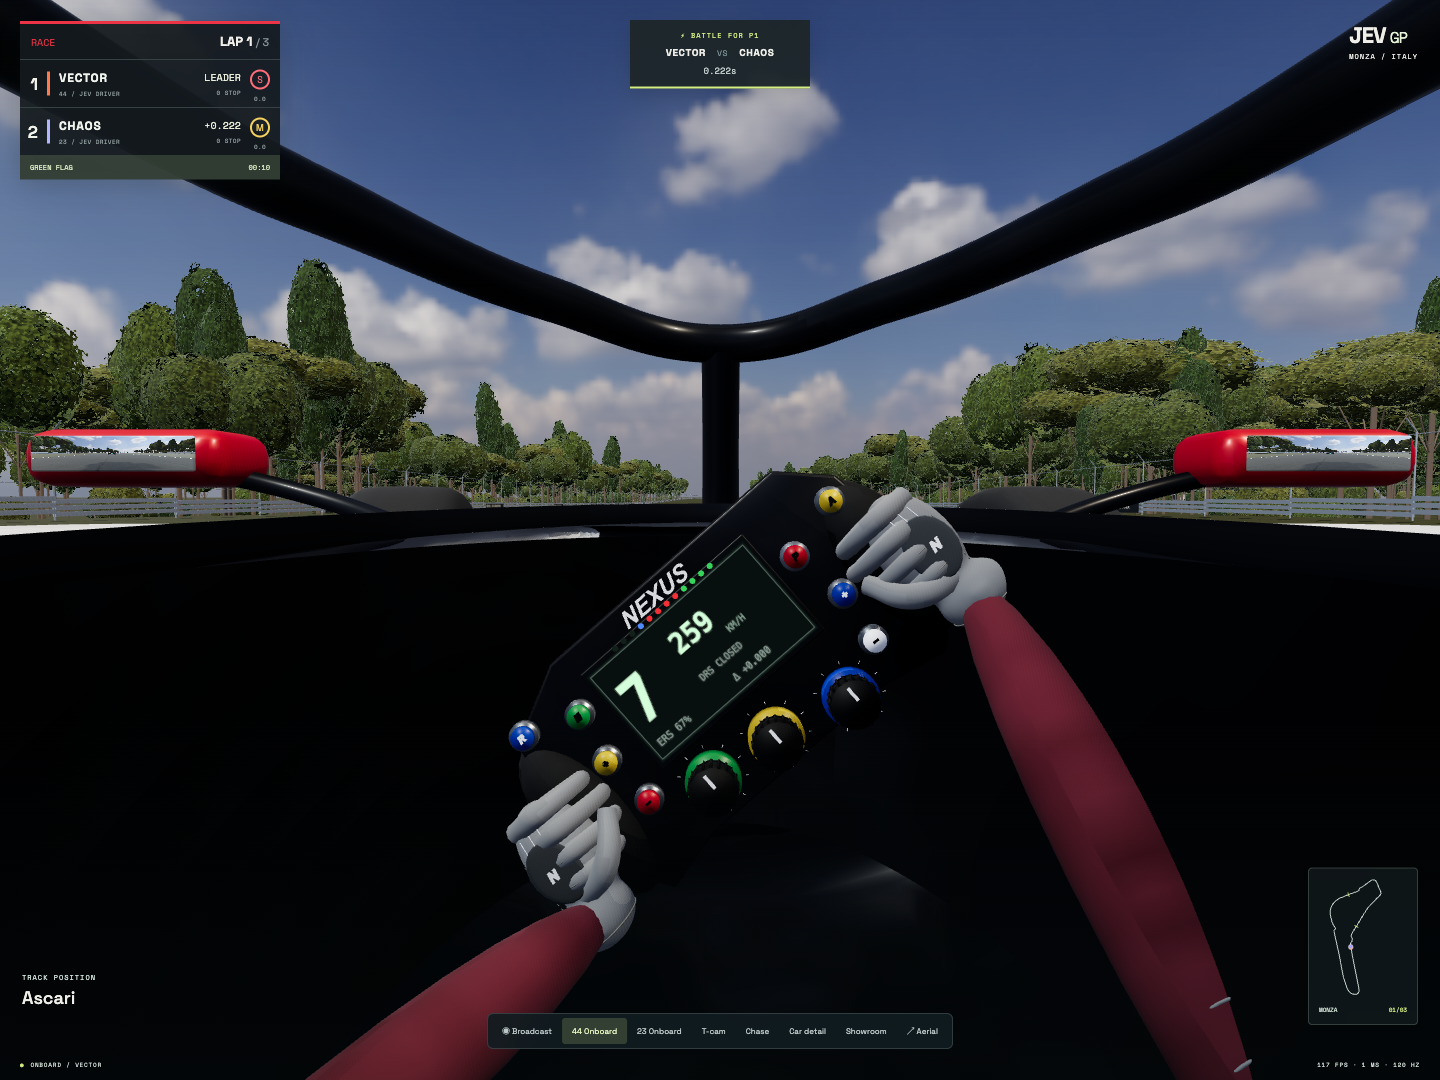 RACE
LAP 1 / 3
1 VECTOR LEADER S
44 / JEV DRIVER 0 STOP 0.0
2 CHAOS +0.222 M
23 / JEV DRIVER 0 STOP 0.0
GREEN FLAG 00:10
⚡ BATTLE FOR P1
VECTOR VS CHAOS
0.222s
JEV GP
MONZA / ITALY
NEXUS
259 KM/H
7
DRS CLOSED
Δ +0.000
ERS 67%
R
N
N
TRACK POSITION
Ascari
MONZA 01/03
Broadcast 44 Onboard 23 Onboard T-cam Chase Car detail Showroom Aerial
ONBOARD / VECTOR
117 FPS · 1 MS · 120 HZ